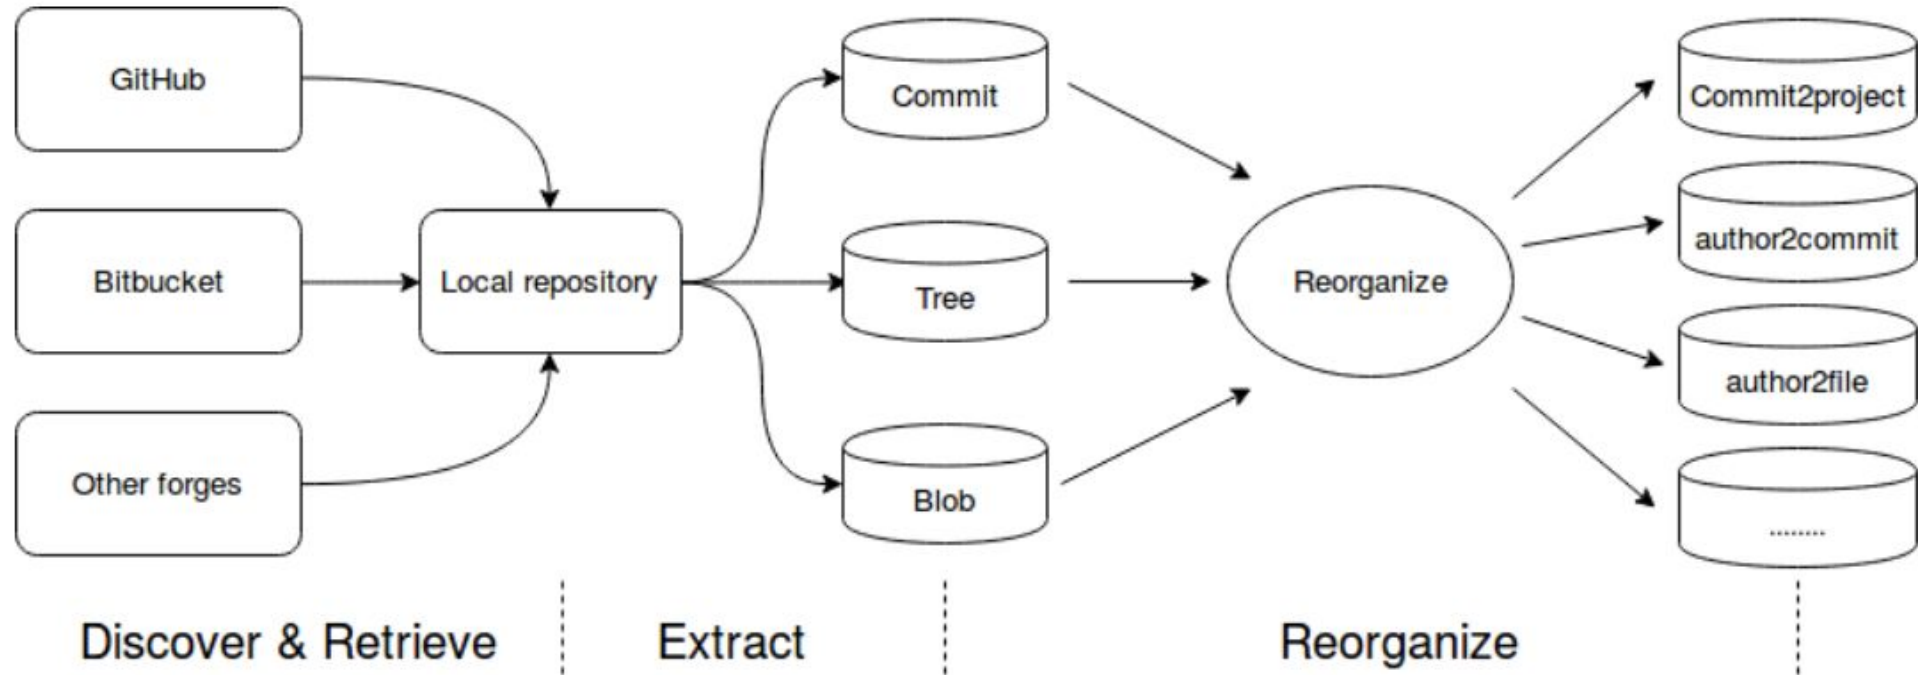 GitHub
Bitbucket
Other forges
Local repository
Commit
Tree
Blob
Reorganize
Commit2project
author2commit
author2file
........
Discover & Retrieve
Extract
Reorganize